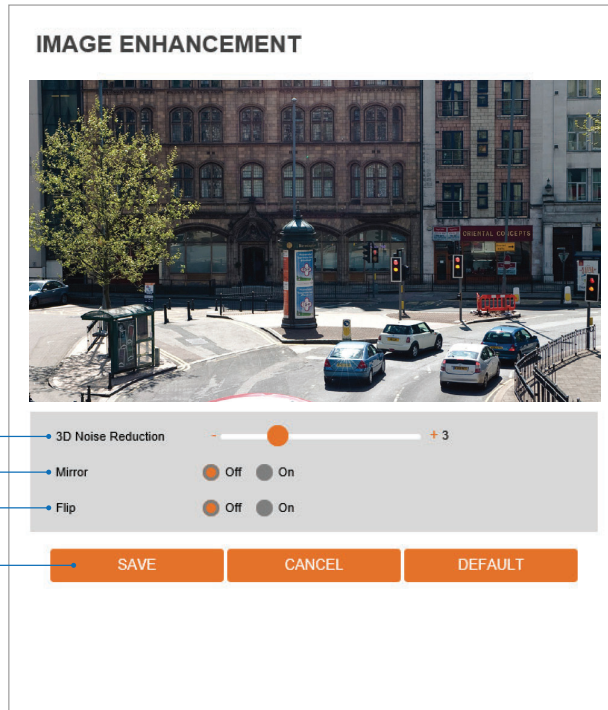 IMAGE ENHANCEMENT
ORIENTAL CONCEPTS
3D Noise Reduction - + 3
Mirror Off On
Flip Off On
SAVE CANCEL DEFAULT